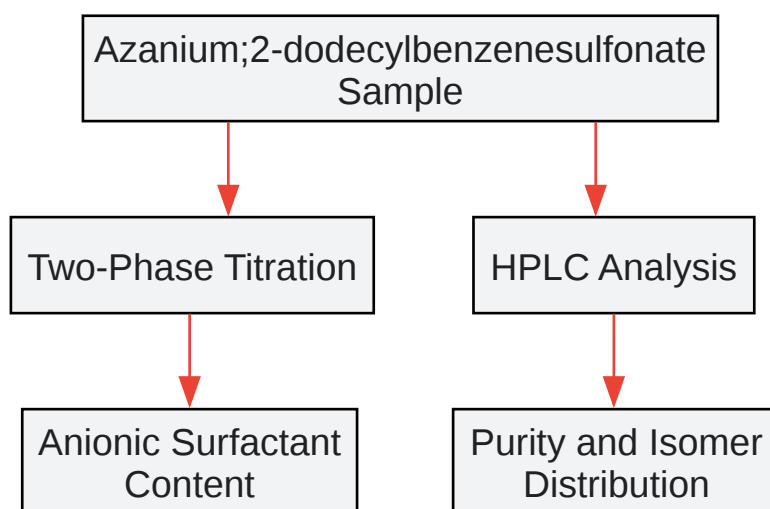 Azanium;2-dodecylbenzenesulfonate
Sample
Two-Phase Titration
HPLC Analysis
Anionic Surfactant
Content
Purity and Isomer
Distribution